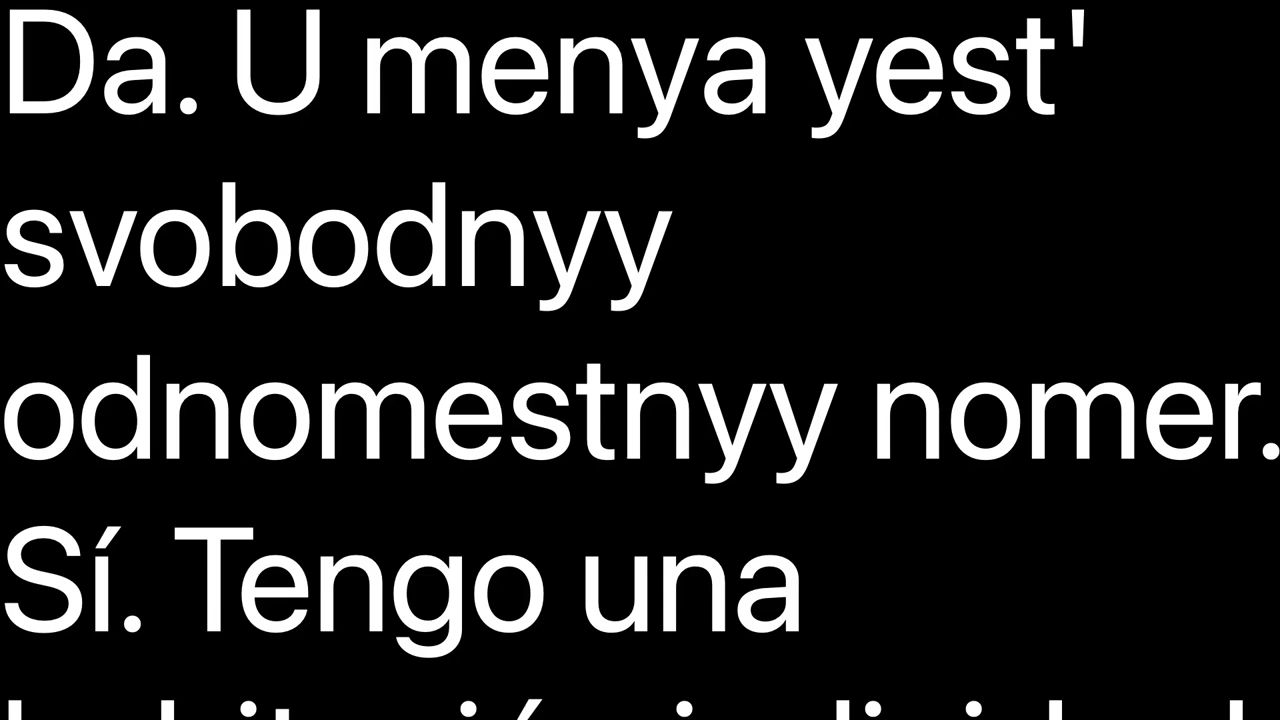 Da. U menya yest'
svobodnyy
odnomestnyy nomer.
Sí. Tengo una